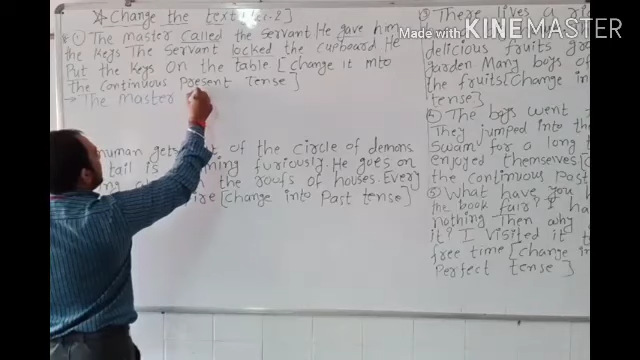 Made with KINEMASTER
* Change the text
* ① The master called the servant. He gave him
the keys The servant locked the cupboard He
Put the keys on the table [Change it into
The continuous present tense]
→ The master
human get of the circle of demons
tail is furiously. He goes on
the roofs of houses. Every
[change into Past tense]
③ There lives a
delicious fruits
garden Many boys
the fruits [Change
tense]
④ The boys went
They jumped into the
swam for a long
enjoyed themselves
the continuous past
⑤ What have you
the book fair? I
nothing Then why
it? I visited it
free time [change
Perfect tense]